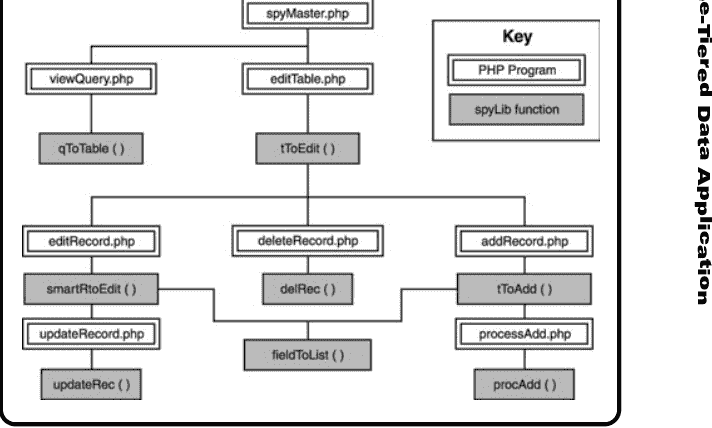 spyMaster.php
Key
PHP Program
spyLib function
viewQuery.php
editTable.php
qToTable ( )
tToEdit ( )
editRecord.php
deleteRecord.php
addRecord.php
smartRtoEdit ( )
delRec ( )
tToAdd ( )
updateRecord.php
processAdd.php
fieldToList ( )
updateRec ( )
procAdd ( )
e-Tiered Data Application